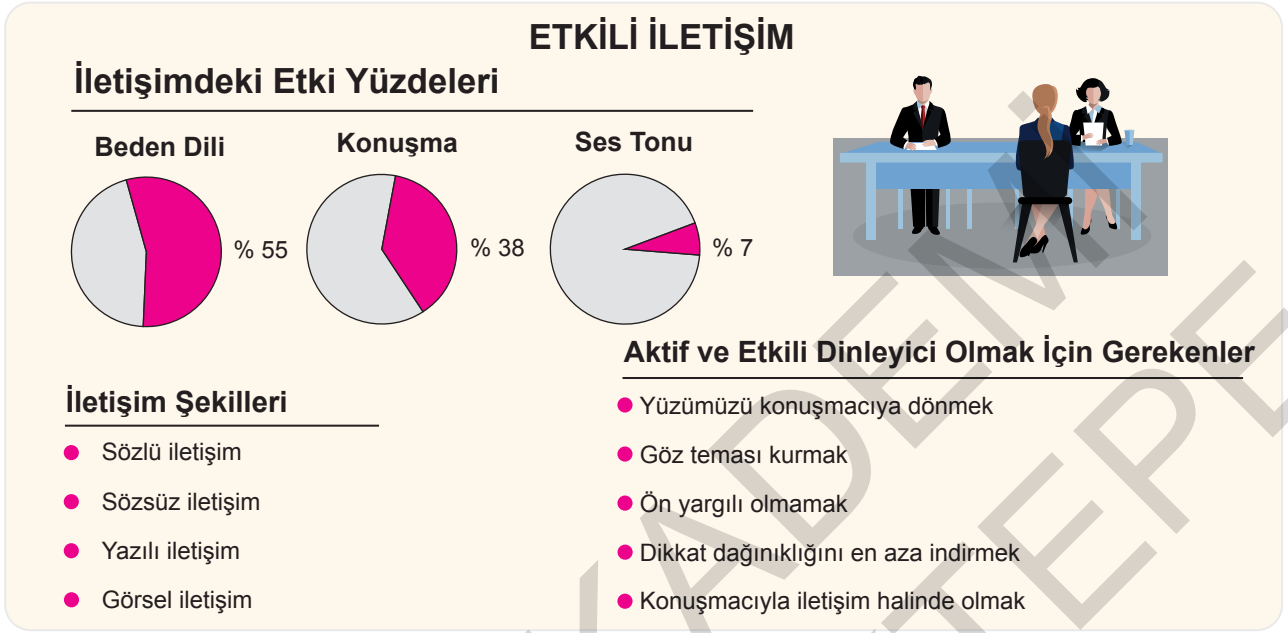 ETKİLİ İLETİŞİM
İletişimdeki Etki Yüzdeleri
Beden Dili
% 55
Konuşma
% 38
Ses Tonu
% 7
İletişim Şekilleri
Sözlü iletişim
Sözsüz iletişim
Yazılı iletişim
Görsel iletişim
Aktif ve Etkili Dinleyici Olmak İçin Gerekenler
Yüzümüzü konuşmacıya dönmek
Göz teması kurmak
Ön yargılı olmamak
Dikkat dağınıklığını en aza indirmek
Konuşmacıyla iletişim halinde olmak